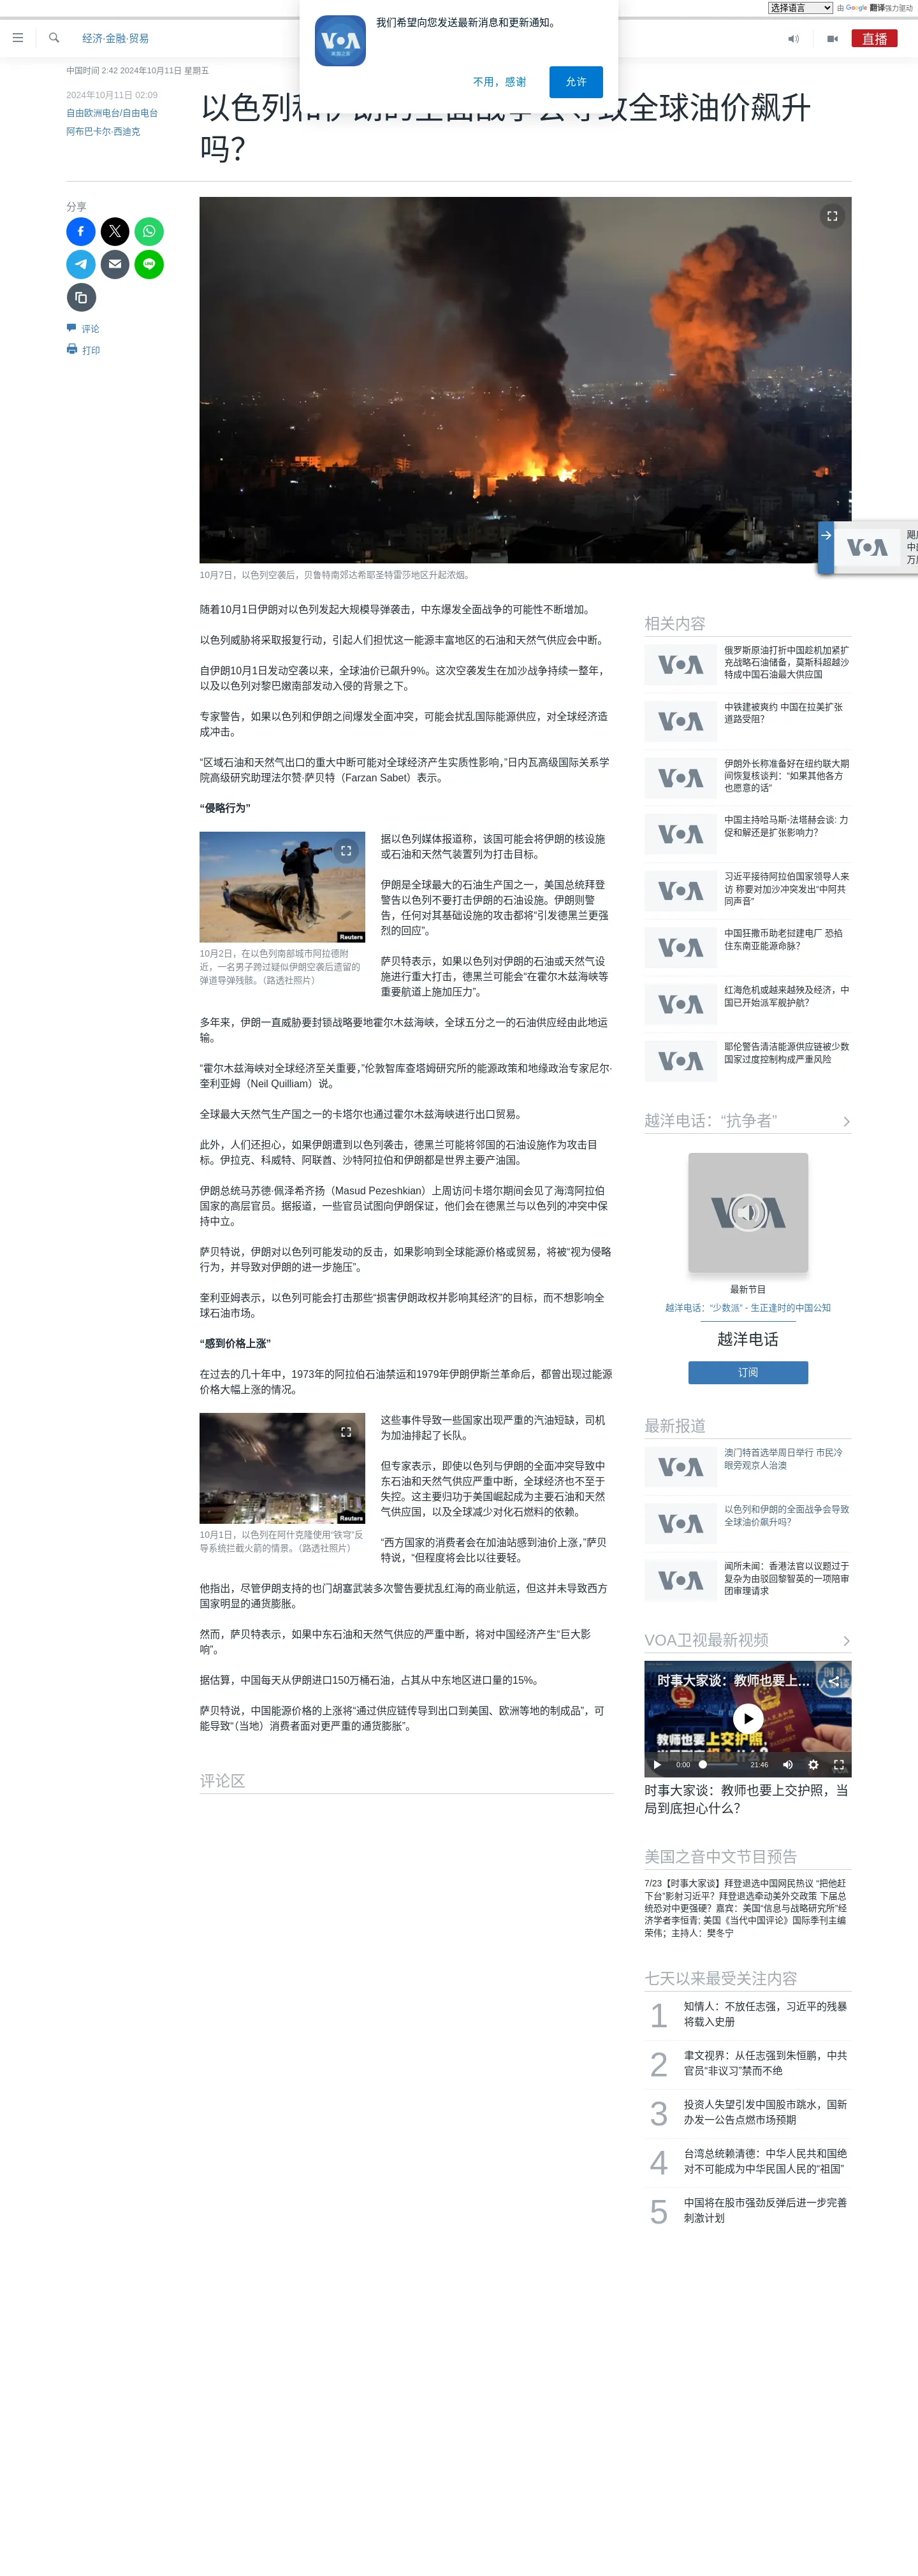 选择语言
由 Google 翻译强力驱动
经济·金融·贸易
直播
我们希望向您发送最新消息和更新通知。
VOA
美国之音
不用，感谢
允许
中国时间 2:42 2024年10月11日 星期五
2024年10月11日 02:09
自由欧洲电台/自由电台
阿布巴卡尔·西迪克
以色列和伊朗的全面战争会导致全球油价飙升
吗？
分享
评论
打印
10月7日，以色列空袭后，贝鲁特南郊达希耶圣特雷莎地区升起浓烟。
VOA
随着10月1日伊朗对以色列发起大规模导弹袭击，中东爆发全面战争的可能性不断增加。
以色列威胁将采取报复行动，引起人们担忧这一能源丰富地区的石油和天然气供应会中断。
自伊朗10月1日发动空袭以来，全球油价已飙升9%。这次空袭发生在加沙战争持续一整年，
以及以色列对黎巴嫩南部发动入侵的背景之下。
专家警告，如果以色列和伊朗之间爆发全面冲突，可能会扰乱国际能源供应，对全球经济造
成冲击。
“区域石油和天然气出口的重大中断可能对全球经济产生实质性影响，”日内瓦高级国际关系学
院高级研究助理法尔赞·萨贝特（Farzan Sabet）表示。
“侵略行为”
Reuters
10月2日，在以色列南部城市阿拉德附
近，一名男子跨过疑似伊朗空袭后遗留的
弹道导弹残骸。（路透社照片）
据以色列媒体报道称，该国可能会将伊朗的核设施
或石油和天然气装置列为打击目标。
伊朗是全球最大的石油生产国之一，美国总统拜登
警告以色列不要打击伊朗的石油设施。伊朗则警
告，任何对其基础设施的攻击都将“引发德黑兰更强
烈的回应”。
萨贝特表示，如果以色列对伊朗的石油或天然气设
施进行重大打击，德黑兰可能会“在霍尔木兹海峡等
重要航道上施加压力”。
多年来，伊朗一直威胁要封锁战略要地霍尔木兹海峡，全球五分之一的石油供应经由此地运
输。
“霍尔木兹海峡对全球经济至关重要，”伦敦智库查塔姆研究所的能源政策和地缘政治专家尼尔·
奎利亚姆（Neil Quilliam）说。
全球最大天然气生产国之一的卡塔尔也通过霍尔木兹海峡进行出口贸易。
此外，人们还担心，如果伊朗遭到以色列袭击，德黑兰可能将邻国的石油设施作为攻击目
标。伊拉克、科威特、阿联酋、沙特阿拉伯和伊朗都是世界主要产油国。
伊朗总统马苏德·佩泽希齐扬（Masud Pezeshkian）上周访问卡塔尔期间会见了海湾阿拉伯
国家的高层官员。据报道，一些官员试图向伊朗保证，他们会在德黑兰与以色列的冲突中保
持中立。
萨贝特说，伊朗对以色列可能发动的反击，如果影响到全球能源价格或贸易，将被“视为侵略
行为，并导致对伊朗的进一步施压”。
奎利亚姆表示，以色列可能会打击那些“损害伊朗政权并影响其经济”的目标，而不想影响全
球石油市场。
“感到价格上涨”
在过去的几十年中，1973年的阿拉伯石油禁运和1979年伊朗伊斯兰革命后，都曾出现过能源
价格大幅上涨的情况。
Reuters
10月1日，以色列在阿什克隆使用“铁穹”反
导系统拦截火箭的情景。（路透社照片）
这些事件导致一些国家出现严重的汽油短缺，司机
为加油排起了长队。
但专家表示，即使以色列与伊朗的全面冲突导致中
东石油和天然气供应严重中断，全球经济也不至于
失控。这主要归功于美国崛起成为主要石油和天然
气供应国，以及全球减少对化石燃料的依赖。
“西方国家的消费者会在加油站感到油价上涨，”萨贝
特说，“但程度将会比以往要轻。
他指出，尽管伊朗支持的也门胡塞武装多次警告要扰乱红海的商业航运，但这并未导致西方
国家明显的通货膨胀。
然而，萨贝特表示，如果中东石油和天然气供应的严重中断，将对中国经济产生“巨大影
响”。
据估算，中国每天从伊朗进口150万桶石油，占其从中东地区进口量的15%。
萨贝特说，中国能源价格的上涨将“通过供应链传导到出口到美国、欧洲等地的制成品”，可
能导致“（当地）消费者面对更严重的通货膨胀”。
评论区
相关内容
VOA
俄罗斯原油打折中国趁机加紧扩
充战略石油储备，莫斯科超越沙
特成中国石油最大供应国
VOA
中铁建被爽约 中国在拉美扩张
道路受阻？
VOA
伊朗外长称准备好在纽约联大期
间恢复核谈判：“如果其他各方
也愿意的话”
VOA
中国主持哈马斯-法塔赫会谈: 力
促和解还是扩张影响力？
VOA
习近平接待阿拉伯国家领导人来
访 称要对加沙冲突发出“中阿共
同声音”
VOA
中国狂撒币助老挝建电厂 恐掐
住东南亚能源命脉？
VOA
红海危机或越来越殃及经济，中
国已开始派军舰护航？
VOA
耶伦警告清洁能源供应链被少数
国家过度控制构成严重风险
越洋电话：“抗争者”
VOA
最新节目
越洋电话：“少数派” - 生正逢时的中国公知
越洋电话
订阅
最新报道
VOA
澳门特首选举周日举行 市民冷
眼旁观京人治澳
VOA
以色列和伊朗的全面战争会导致
全球油价飙升吗？
VOA
闻所未闻：香港法官以议题过于
复杂为由驳回黎智英的一项陪审
团审理请求
VOA卫视最新视频
时事大家谈：教师也要上…
教师也要上交护照，
0:00
21:46
时事大家谈：教师也要上交护照，当
局到底担心什么？
美国之音中文节目预告
7/23【时事大家谈】拜登退选中国网民热议 “把他赶
下台”影射习近平？拜登退选牵动美外交政策 下届总
统恐对中更强硬？嘉宾：美国“信息与战略研究所”经
济学者李恒青; 美国《当代中国评论》国际季刊主编
荣伟；主持人：樊冬宁
七天以来最受关注内容
1
知情人：不放任志强，习近平的残暴
将载入史册
2
聿文视界：从任志强到朱恒鹏，中共
官员“非议习”禁而不绝
3
投资人失望引发中国股市跳水，国新
办发一公告点燃市场预期
4
台湾总统赖清德：中华人民共和国绝
对不可能成为中华民国人民的“祖国”
5
中国将在股市强劲反弹后进一步完善
刺激计划